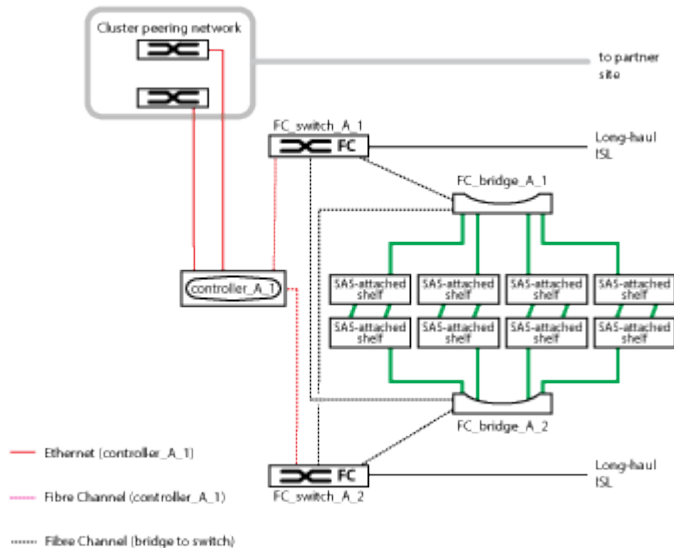 Cluster peering network
to partner
site
FC_switch_A_1
FC
Long-haul
ISL
FC_bridge_A_1
controller_A_1
SAS-attached
shelf
SAS-attached
shelf
SAS-attached
shelf
SAS-attached
shelf
SAS-attached
shelf
SAS-attached
shelf
SAS-attached
shelf
SAS-attached
shelf
FC_bridge_A_2
Ethernet (controller_A_1)
FC
Long-haul
ISL
FC_switch_A_2
Fibre Channel (controller_A_1)
Fibre Channel (bridge to switch)